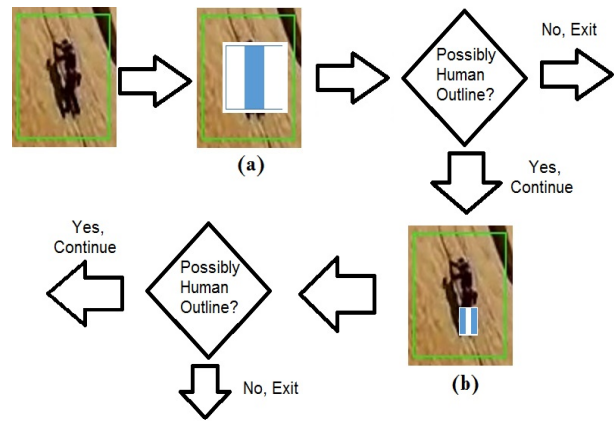 Possibly
Human
Outline?
No, Exit
(a)
Yes,
Continue
Yes,
Continue
Possibly
Human
Outline?
(b)
No, Exit